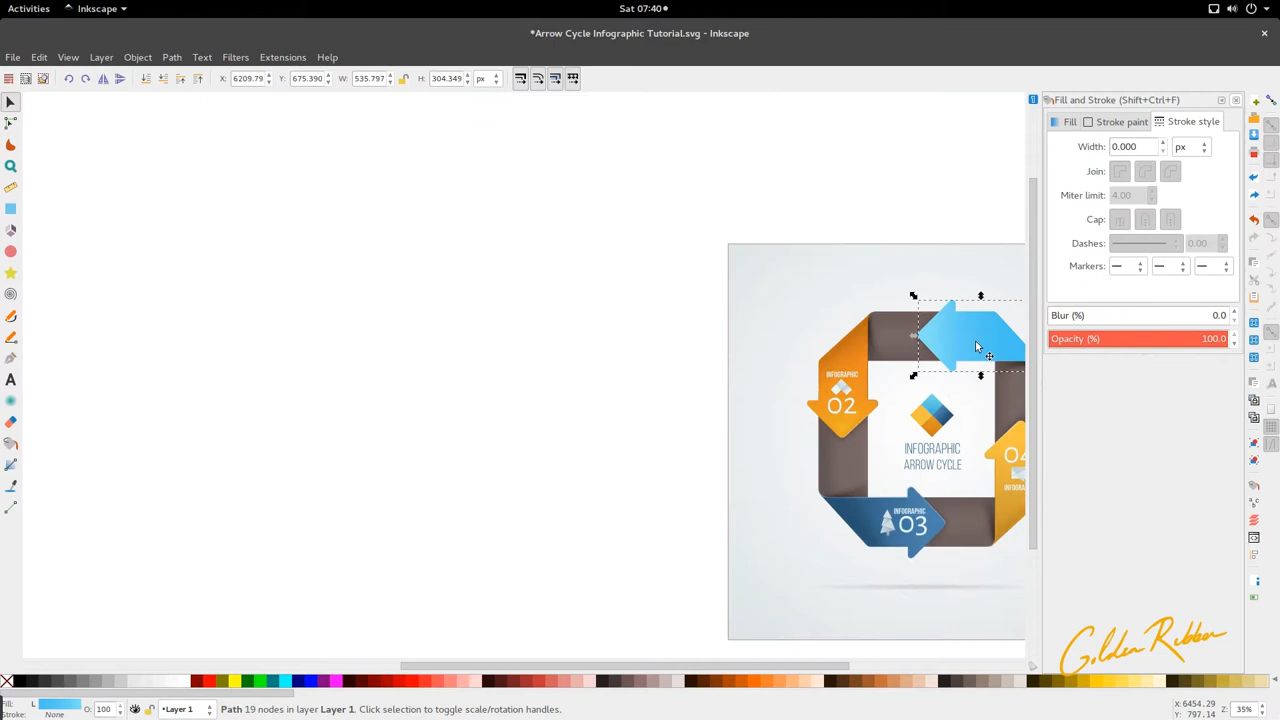 Activities
Inkscape
Sat 07:40
*Arrow Cycle Infographic Tutorial.svg - Inkscape
File Edit View Layer Object Path Text Filters Extensions Help
X: 6209.79 Y: 675.390 W: 535.797 H: 304.349 px
Fill and Stroke (Shift+Ctrl+F)
Fill Stroke paint Stroke style
Width: 0.000 px
Join:
Miter limit: 4.00
Cap:
Dashes: 0.00
Markers:
Blur (%) 0.0
Opacity (%) 100.0
INFOGRAPHIC
02
INFOGRAPHIC
ARROW CYCLE
04
INFOGRAPHIC
03
Golden Ribbon
Fill: L O: 100 •Layer 1 Path 19 nodes in layer Layer 1. Click selection to toggle scale/rotation handles. X: 6454.29 Z: 35%
Stroke: None Y: 797.14